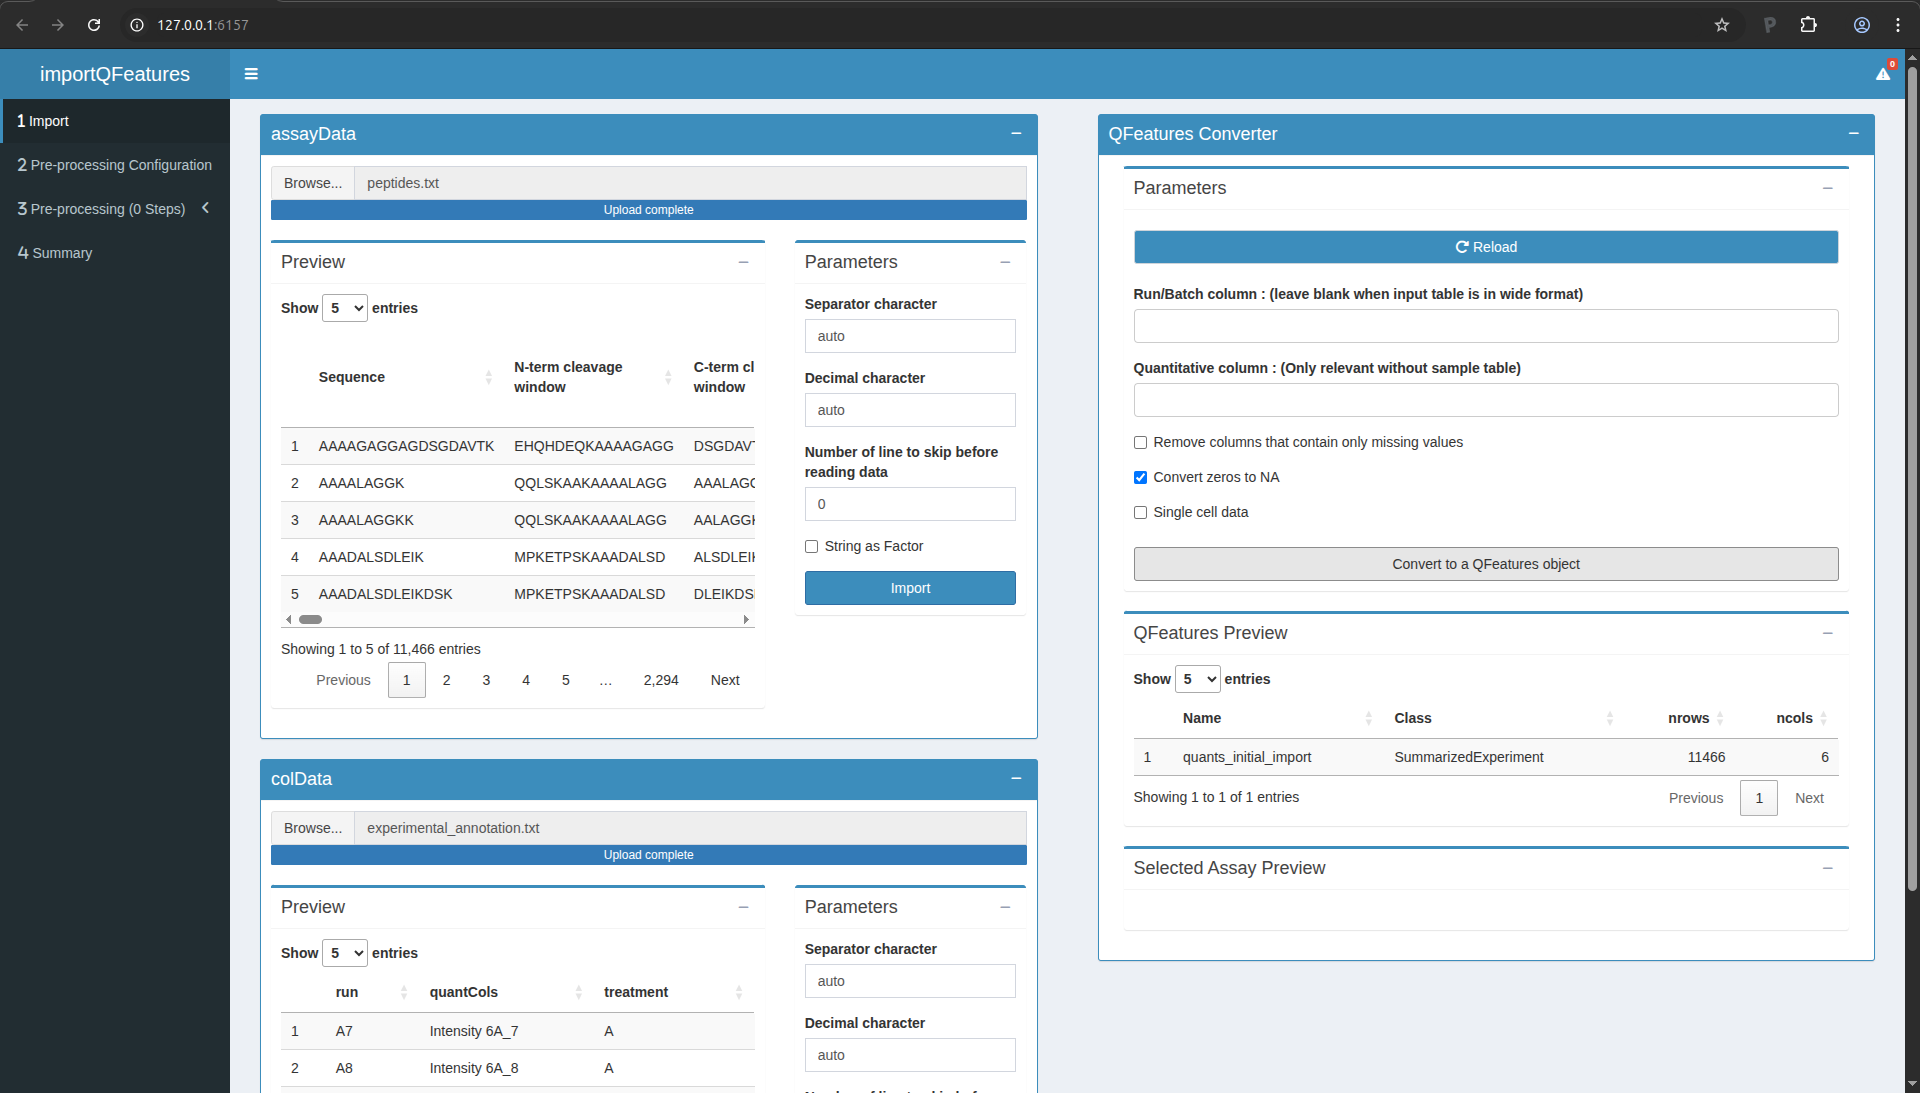 127.0.0.1:6157
importQFeatures
0
1 Import
2 Pre-processing Configuration
3 Pre-processing (0 Steps)
4 Summary
assayData
Browse... peptides.txt
Upload complete
Preview
Show 5 entries
Sequence N-term cleavage window C-term cl window
1 AAAAGAGGAGDSGDAVTK EHQHDEQKAAAAGAGG DSGDAV
2 AAAALAGGK QQLSKAAKAAAALAGG AAALAG
3 AAAALAGGKK QQLSKAAKAAAALAGG AALAGG
4 AAADALSDLEIK MPKETPSKAAADALSD ALSDLEI
5 AAADALSDLEIKDSK MPKETPSKAAADALSD DLEIKDS
Showing 1 to 5 of 11,466 entries
Previous 1 2 3 4 5 … 2,294 Next
Parameters
Separator character
auto
Decimal character
auto
Number of line to skip before
reading data
0
String as Factor
Import
colData
Browse... experimental_annotation.txt
Upload complete
Preview
Show 5 entries
run quantCols treatment
1 A7 Intensity 6A_7 A
2 A8 Intensity 6A_8 A
Parameters
Separator character
auto
Decimal character
auto
QFeatures Converter
Parameters
Reload
Run/Batch column : (leave blank when input table is in wide format)
Quantitative column : (Only relevant without sample table)
Remove columns that contain only missing values
Convert zeros to NA
Single cell data
Convert to a QFeatures object
QFeatures Preview
Show 5 entries
Name Class nrows ncols
1 quants_initial_import SummarizedExperiment 11466 6
Showing 1 to 1 of 1 entries
Previous 1 Next
Selected Assay Preview